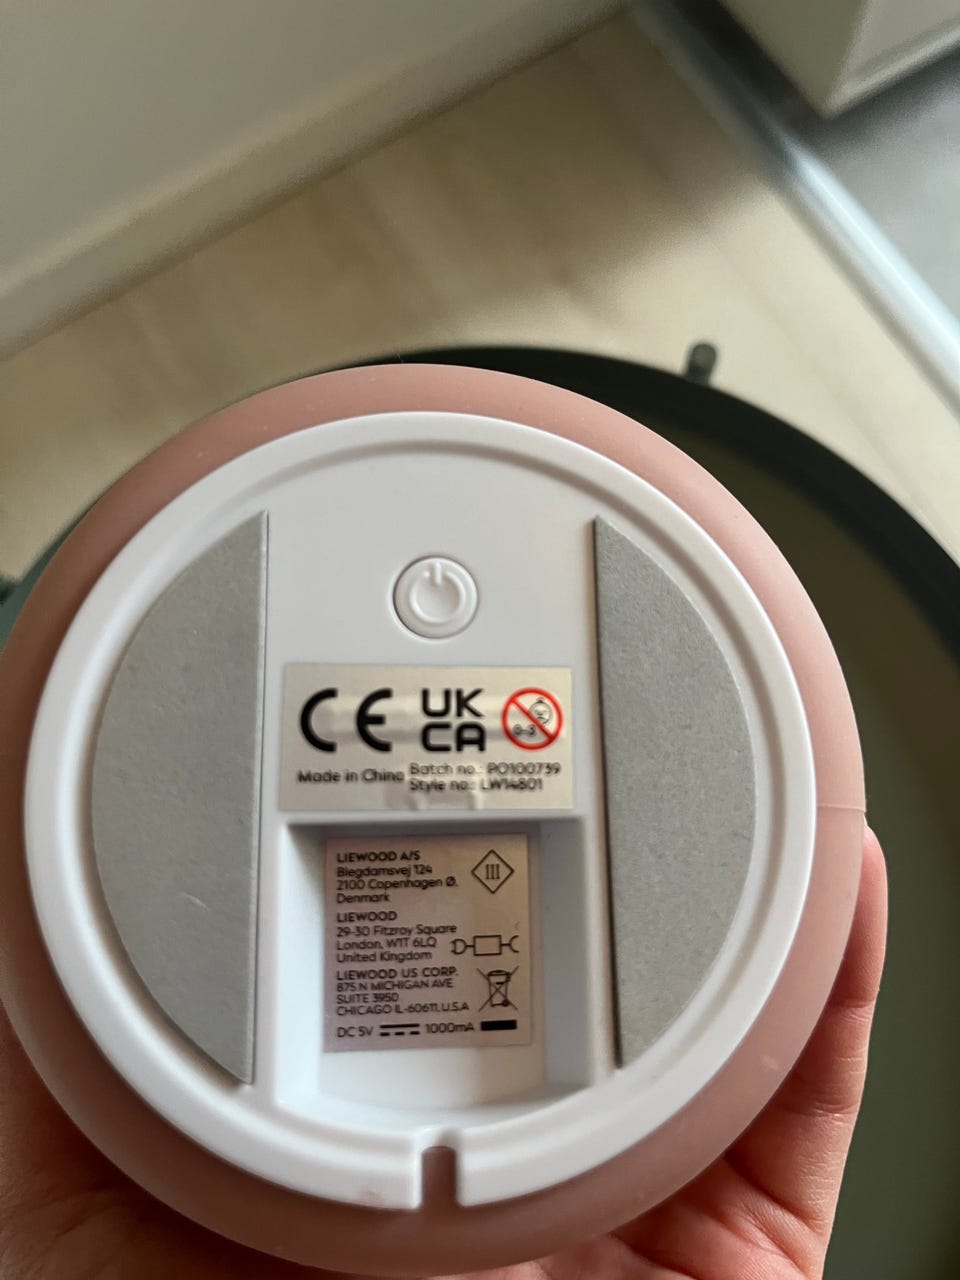 CE
UK
CA
0-3
Made in China
Batch no.: PO100739
Style no.: LW14801
LIEWOOD A/S
Blegdamsvej 124
2100 Copenhagen Ø.
Denmark
III
LIEWOOD
29-30 Fitzroy Square
London, W1T 6LQ
United Kingdom
LIEWOOD US CORP.
875 N MICHIGAN AVE
SUITE 3950
CHICAGO IL-60611, U.S.A
DC 5V 1000mA